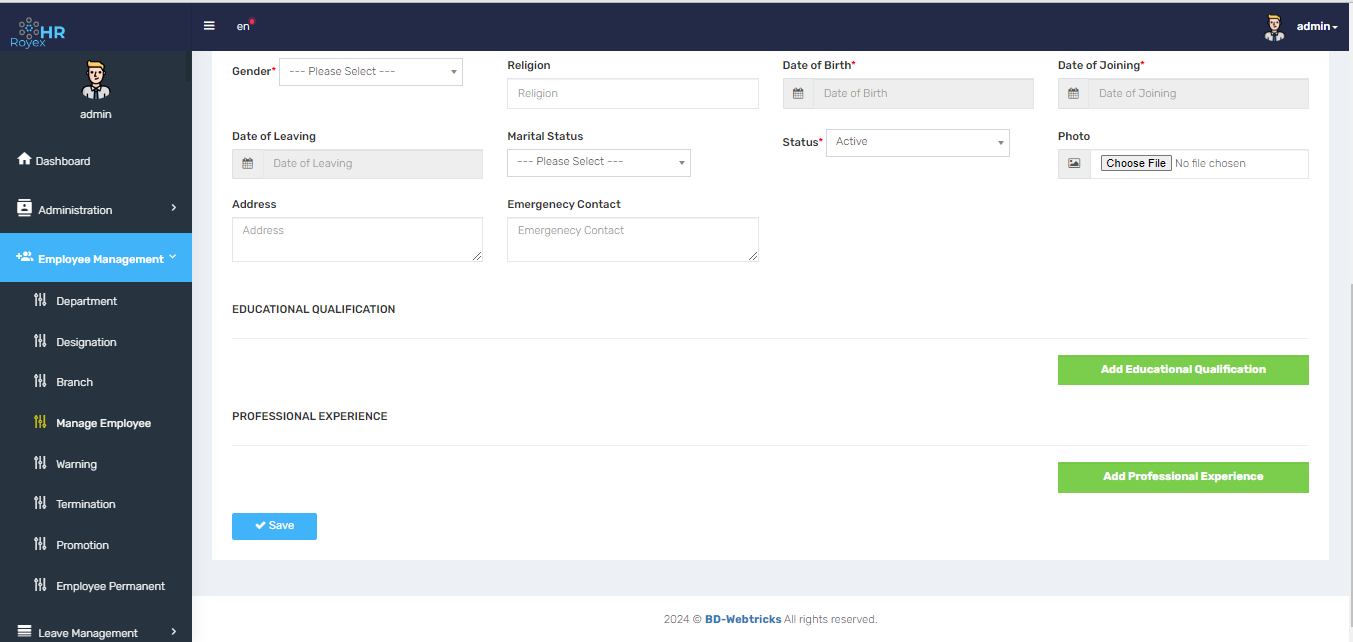 HR
Royex
en
admin
admin
Dashboard
Administration
Employee Management
Department
Designation
Branch
Manage Employee
Warning
Termination
Promotion
Employee Permanent
Leave Management
Gender* --- Please Select ---
Religion
Religion
Date of Birth*
Date of Birth
Date of Joining*
Date of Joining
Date of Leaving
Date of Leaving
Marital Status
--- Please Select ---
Status* Active
Photo
Choose File No file chosen
Address
Address
Emergenecy Contact
Emergenecy Contact
EDUCATIONAL QUALIFICATION
Add Educational Qualification
PROFESSIONAL EXPERIENCE
Add Professional Experience
Save
2024 © BD-Webtricks All rights reserved.